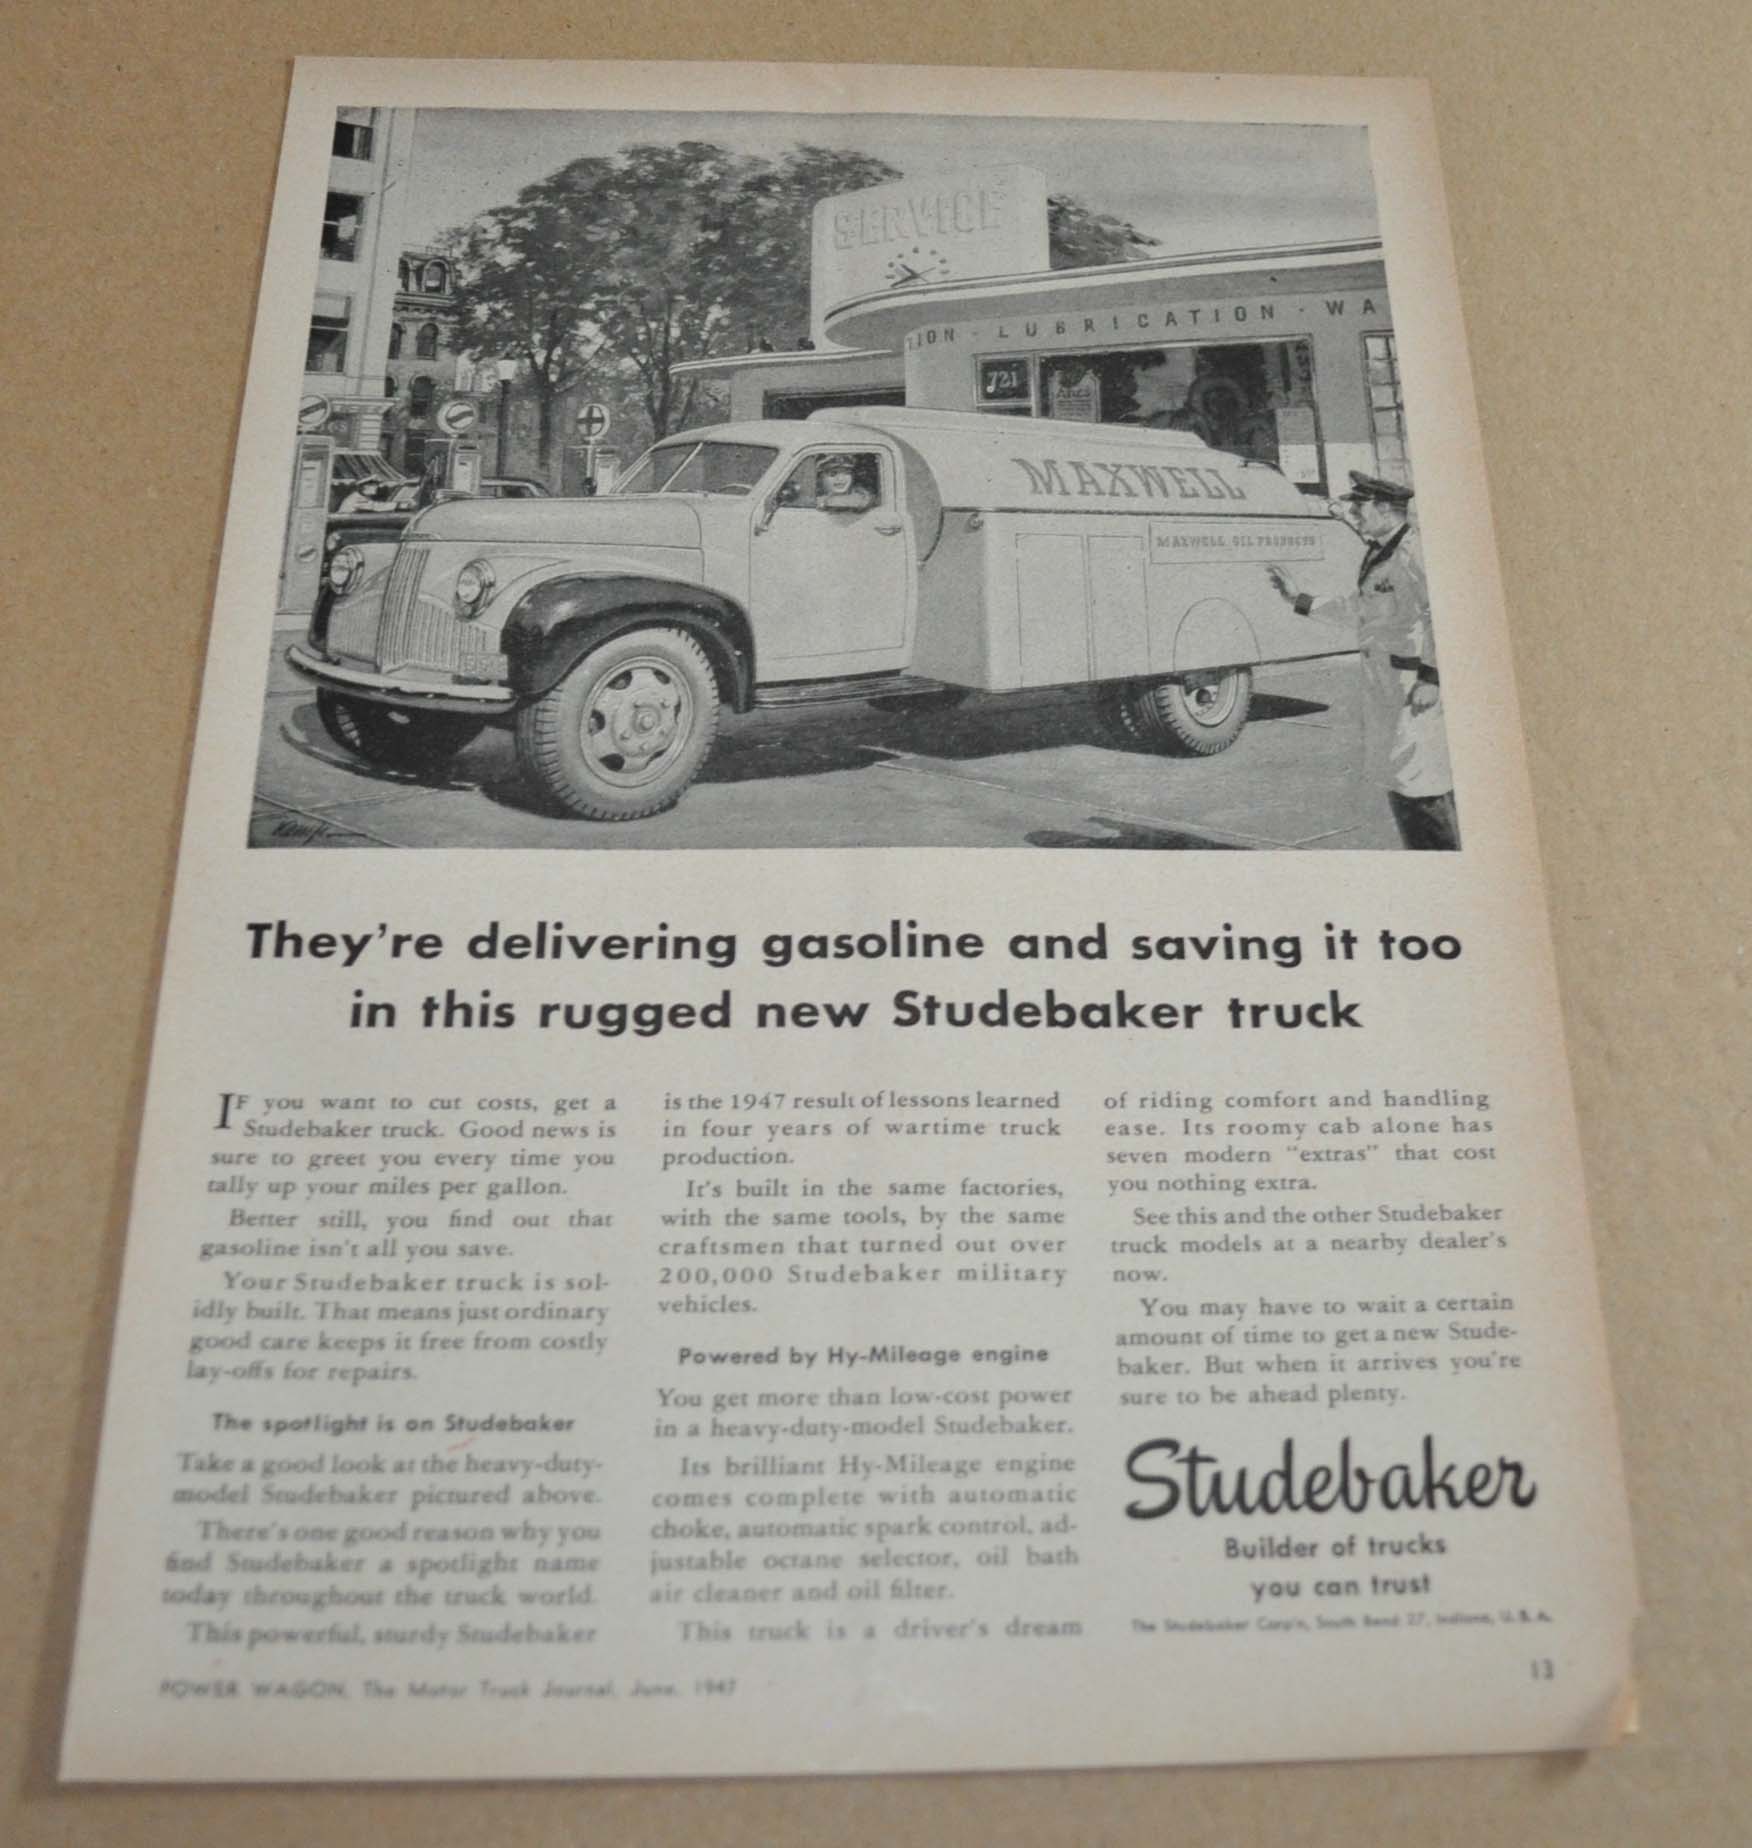 SERVICE
TION - LUBRICATION - WA
721
MAXWELL
MAXWELL OIL PRODUCTS
They're delivering gasoline and saving it too
in this rugged new Studebaker truck
IF you want to cut costs, get a
Studebaker truck. Good news is
sure to greet you every time you
tally up your miles per gallon.
Better still, you find out that
gasoline isn't all you save.
Your Studebaker truck is sol-
idly built. That means just ordinary
good care keeps it free from costly
lay-offs for repairs.
The spotlight is on Studebaker
Take a good look at the heavy-duty-
model Studebaker pictured above.
There's one good reason why you
find Studebaker a spotlight name
today throughout the truck world.
This powerful, sturdy Studebaker
is the 1947 result of lessons learned
in four years of wartime truck
production.
It's built in the same factories,
with the same tools, by the same
craftsmen that turned out over
200,000 Studebaker military
vehicles.
Powered by Hy-Mileage engine
You get more than low-cost power
in a heavy-duty-model Studebaker.
Its brilliant Hy-Mileage engine
comes complete with automatic
choke, automatic spark control, ad-
justable octane selector, oil bath
air cleaner and oil filter.
This truck is a driver's dream
of riding comfort and handling
ease. Its roomy cab alone has
seven modern "extras" that cost
you nothing extra.
See this and the other Studebaker
truck models at a nearby dealer's
now.
You may have to wait a certain
amount of time to get a new Stude-
baker. But when it arrives you're
sure to be ahead plenty.
Studebaker
Builder of trucks
you can trust
The Studebaker Corp'n, South Bend 27, Indiana, U. S. A.
POWER WAGON, The Motor Truck Journal, June, 1947
13